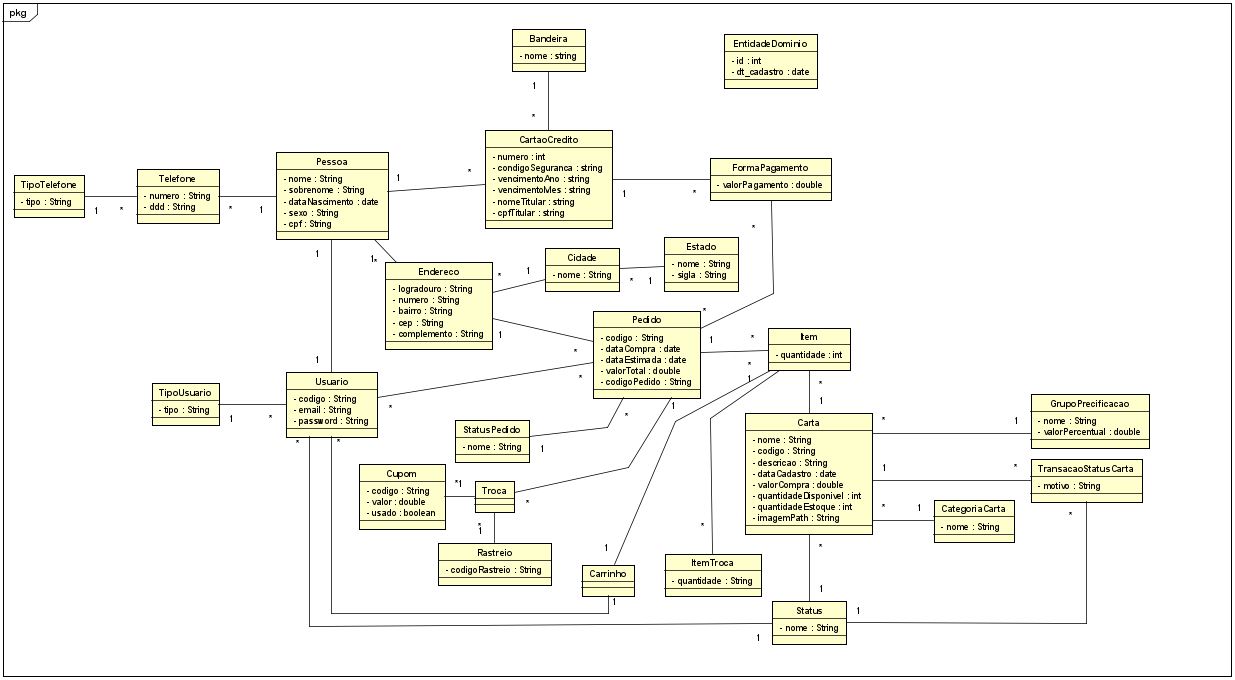 pkg
Bandeira
- nome : string
EntidadeDominio
- id : int
- dt_cadastro : date
1
*
CartaoCredito
- numero : int
- condigoSeguranca : string
- vencimentoAno : string
- vencimentoMes : string
- nomeTitular : string
- cpfTitular : string
FormaPagamento
- valorPagamento : double
Pessoa
- nome : String
- sobrenome : String
- dataNascimento : date
- sexo : String
- cpf : String
Telefone
- numero : String
- ddd : String
TipoTelefone
- tipo : String
1
*
*
1
1
*
1
*
*
1
1
*
Endereco
- logradouro : String
- numero : String
- bairro : String
- cep : String
- complemento : String
*
1
Cidade
- nome : String
*
1
Estado
- nome : String
- sigla : String
1
*
Pedido
- codigo : String
- dataCompra : date
- dataEstimada : date
- valorTotal : double
- codigoPedido : String
*
1
*
*
1
Item
- quantidade : int
1
Usuario
- codigo : String
- email : String
- password : String
TipoUsuario
- tipo : String
1
*
*
*
*
*
*
1
*
1
StatusPedido
- nome : String
1
Carta
- nome : String
- codigo : String
- descricao : String
- dataCadastro : date
- valorCompra : double
- quantidadeDisponivel : int
- quantidadeEstoque : int
- imagemPath : String
GrupoPrecificacao
- nome : String
- valorPercentual : double
*
1
TransacaoStatusCarta
- motivo : String
1
*
*
CategoriaCarta
- nome : String
*
1
Cupom
- codigo : String
- valor : double
- usado : boolean
*
1
Troca
*
*
1
Rastreio
- codigoRastreio : String
1
Carrinho
1
*
ItemTroca
- quantidade : String
*
1
Status
- nome : String
1
1